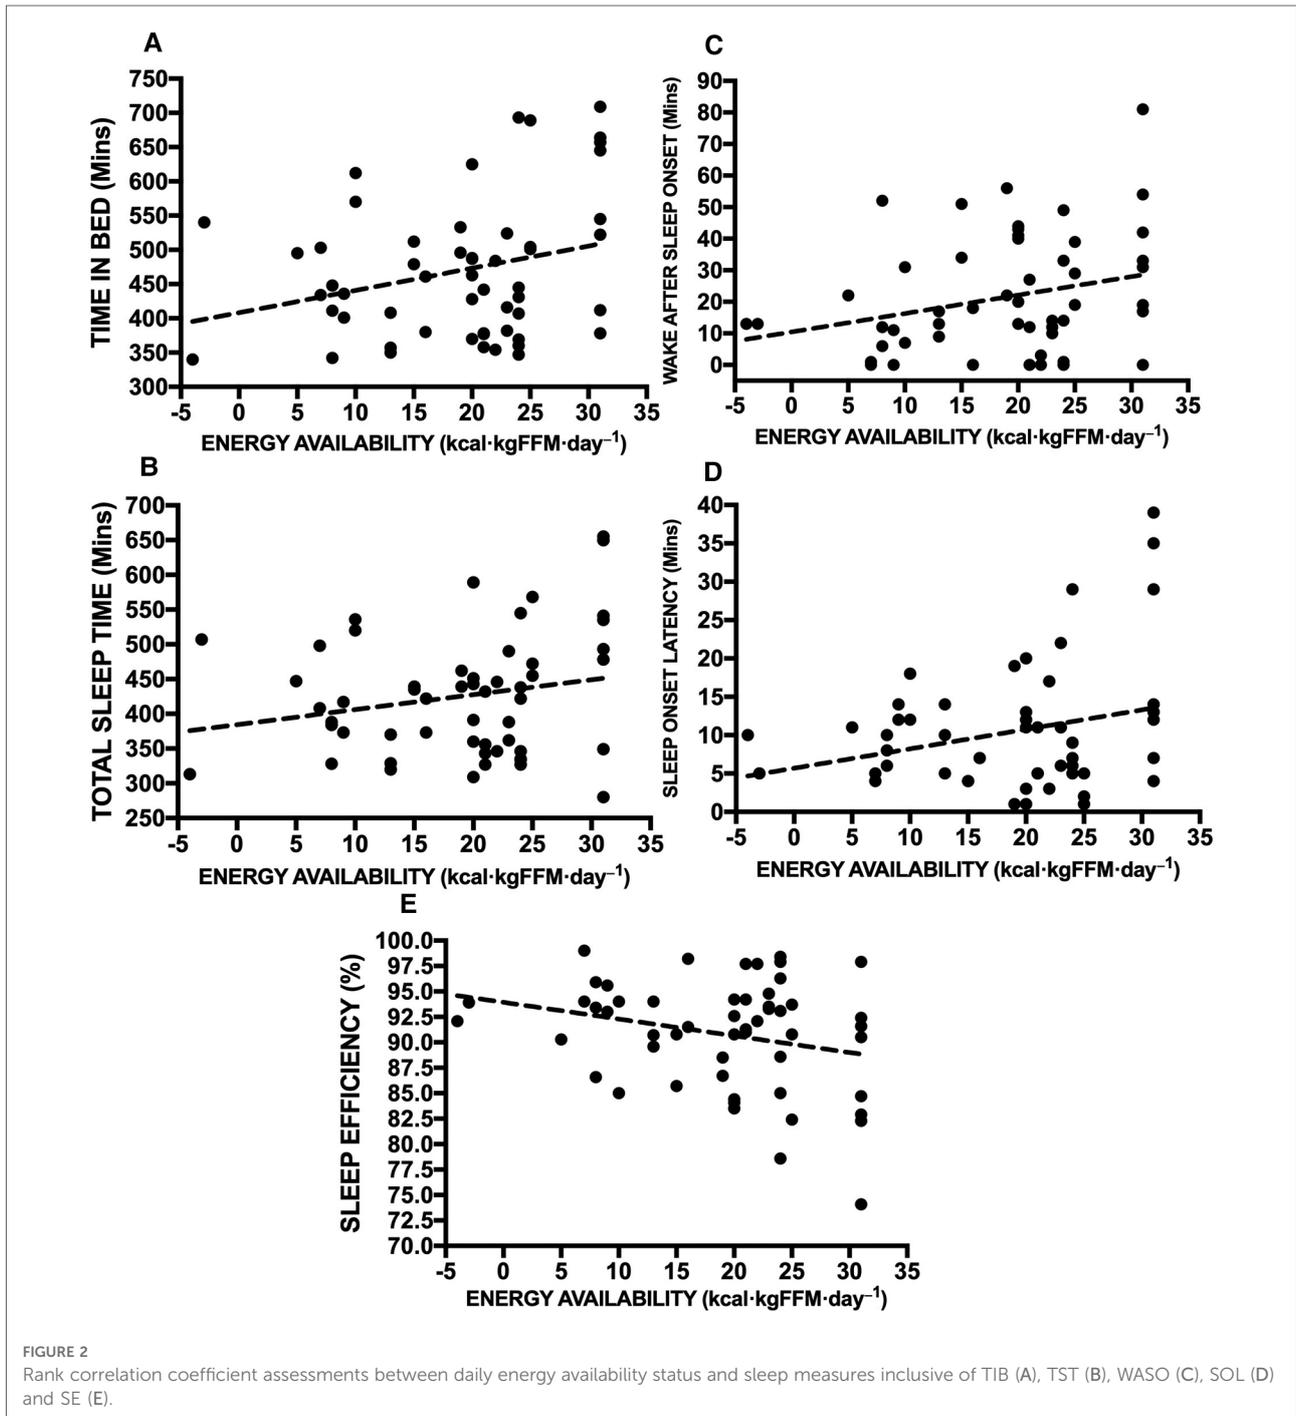 A
750
700
650
600
550
500
450
400
350
300
TIME IN BED (Mins)
-5 0 5 10 15 20 25 30 35
ENERGY AVAILABILITY (kcal·kgFFM·day⁻¹)
C
90
80
70
60
50
40
30
20
10
0
WAKE AFTER SLEEP ONSET (Mins)
-5 0 5 10 15 20 25 30 35
ENERGY AVAILABILITY (kcal·kgFFM·day⁻¹)
B
700
650
600
550
500
450
400
350
300
250
TOTAL SLEEP TIME (Mins)
-5 0 5 10 15 20 25 30 35
ENERGY AVAILABILITY (kcal·kgFFM·day⁻¹)
D
40
35
30
25
20
15
10
5
0
SLEEP ONSET LATENCY (Mins)
-5 0 5 10 15 20 25 30 35
ENERGY AVAILABILITY (kcal·kgFFM·day⁻¹)
E
100.0
97.5
95.0
92.5
90.0
87.5
85.0
82.5
80.0
77.5
75.0
72.5
70.0
SLEEP EFFICIENCY (%)
-5 0 5 10 15 20 25 30 35
ENERGY AVAILABILITY (kcal·kgFFM·day⁻¹)
FIGURE 2
Rank correlation coefficient assessments between daily energy availability status and sleep measures inclusive of TIB (A), TST (B), WASO (C), SOL (D)
and SE (E).